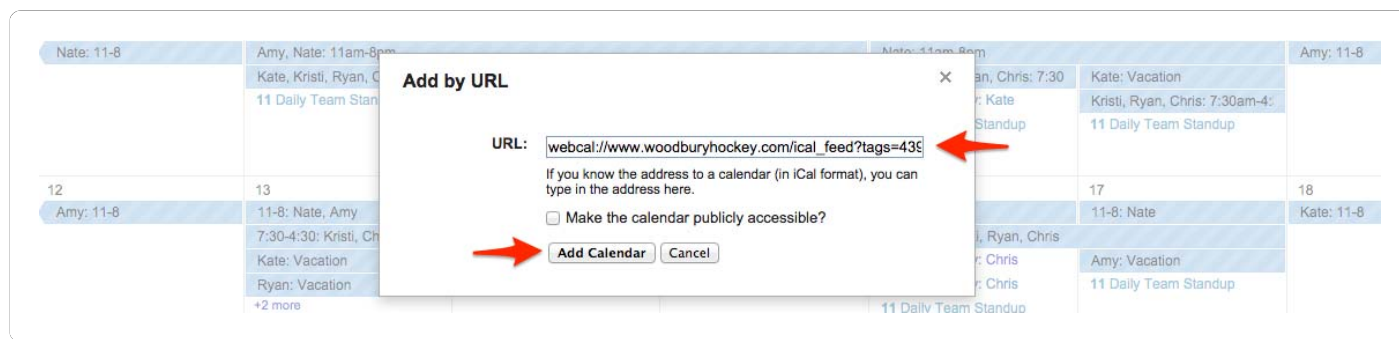 Nate: 11-8
Amy, Nate: 11am-8pm
Nate: 11am-8pm
Amy: 11-8
Kate, Kristi, Ryan, C
an, Chris: 7:30
Kate: Vacation
11 Daily Team Stan
: Kate
Kristi, Ryan, Chris: 7:30am-4:
Standup
11 Daily Team Standup
Add by URL
×
URL:
webcal://www.woodburyhockey.com/ical_feed?tags=439
If you know the address to a calendar (in iCal format), you can
type in the address here.
Make the calendar publicly accessible?
Add Calendar
Cancel
12
13
17
18
Amy: 11-8
11-8: Nate, Amy
11-8: Nate
Kate: 11-8
7:30-4:30: Kristi, Ch
i, Ryan, Chris
Kate: Vacation
: Chris
Amy: Vacation
Ryan: Vacation
: Chris
11 Daily Team Standup
+2 more
11 Daily Team Standup